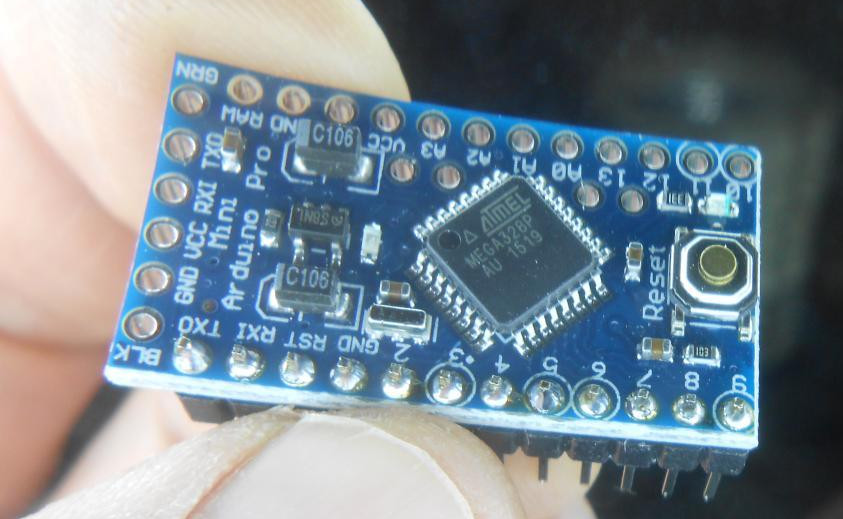 GRN
RAW
GND
VCC
A3
A2
A1
A0
13
12
11
10
TXO
RXI
VCC
GND
BLK
Arduino Pro
Mini
C106
C106
ATMEL
MEGA328P
AU 1519
Reset
103
TXO
RXI
RST
GND
2
3
4
5
6
7
8
9